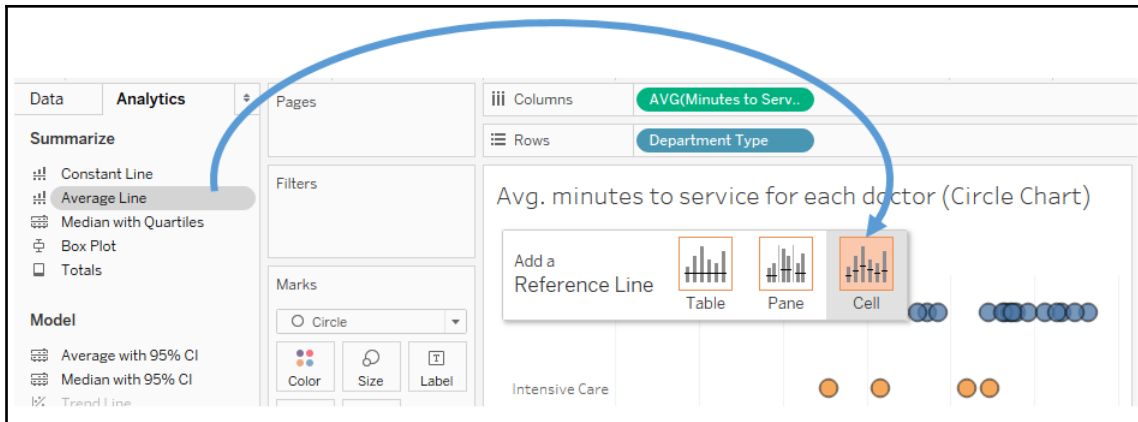 Data
Analytics
Summarize
Constant Line
Average Line
Median with Quartiles
Box Plot
Totals
Model
Average with 95% CI
Median with 95% CI
Trend Line
Pages
Filters
Marks
Circle
Color
Size
T
Label
iii Columns
AVG(Minutes to Serv..
Rows
Department Type
Avg. minutes to service for each doctor (Circle Chart)
Add a
Reference Line
Table
Pane
Cell
Intensive Care